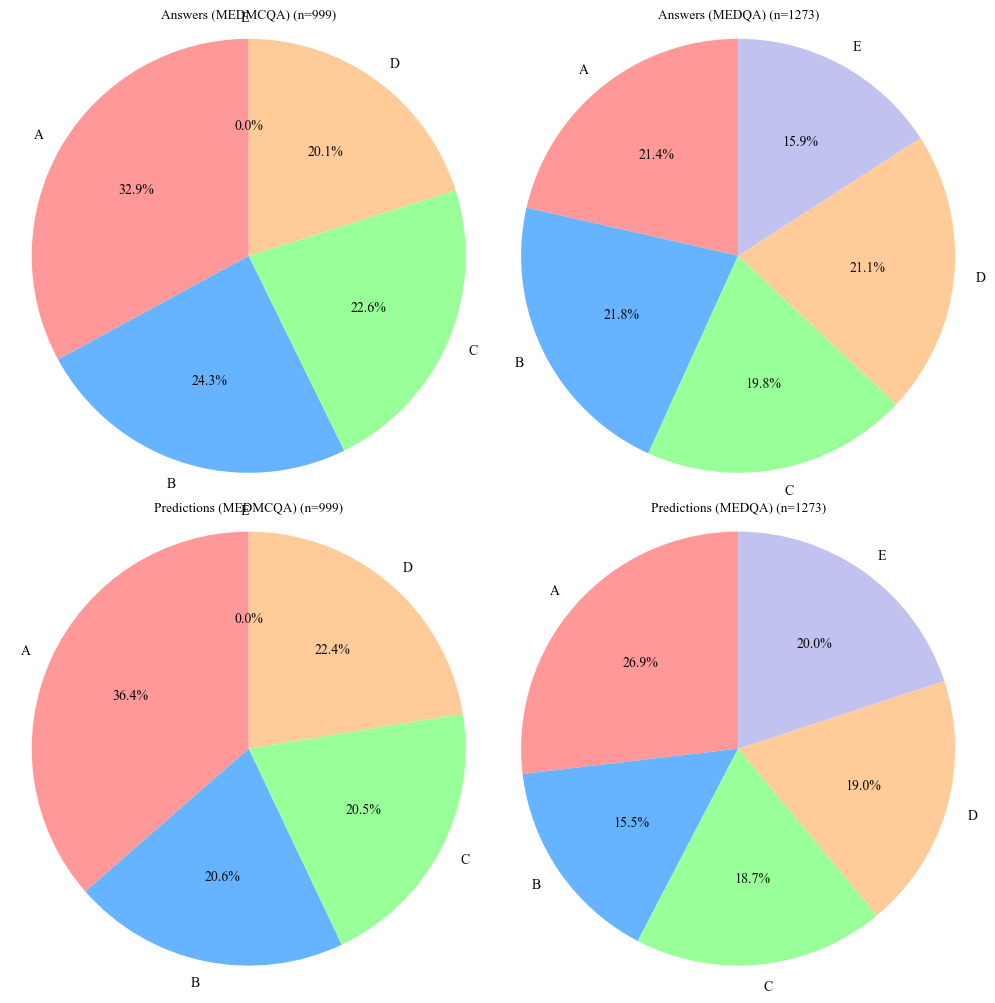 Answers (MEDMCQA) (n=999)
E
D
A
0.0%
20.1%
32.9%
22.6%
C
24.3%
B
Answers (MEDQA) (n=1273)
E
A
15.9%
21.4%
21.1%
D
21.8%
B
19.8%
C
Predictions (MEDMCQA) (n=999)
E
D
0.0%
22.4%
A
36.4%
20.5%
C
20.6%
B
Predictions (MEDQA) (n=1273)
E
A
20.0%
26.9%
19.0%
D
15.5%
B
18.7%
C